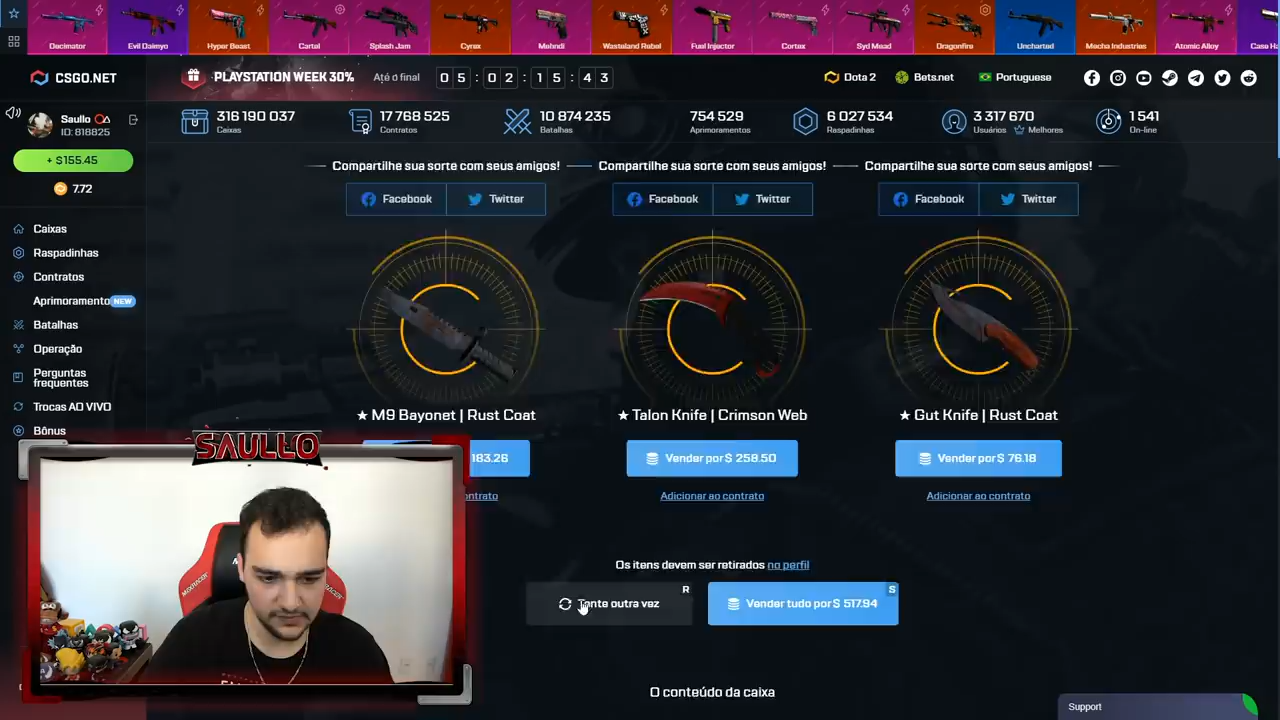 Decimator
Evil Daimyo
Hyper Beast
Cartel
Splash Jam
Cyrex
Mehndi
Wasteland Rebel
Fuel Injector
Cortex
Syd Mead
Dragonfire
Uncharted
Mecha Industries
Atomic Alloy
Case Ha
CSGO.NET
PLAYSTATION WEEK 30%
Até o final
05:02:15:43
Dota 2
Bets.net
Portuguese
Saullo
ID: 818825
+ $155.45
7.72
316 190 037
Caixas
17 768 525
Contratos
10 874 235
Batalhas
754 529
Aprimoramentos
6 027 534
Raspadinhas
3 317 670
Usuários
Melhores
1 541
On-line
Caixas
Raspadinhas
Contratos
Aprimoramento NEW
Batalhas
Operação
Perguntas
frequentes
Trocas AO VIVO
Bônus
Compartilhe sua sorte com seus amigos!
Compartilhe sua sorte com seus amigos!
Compartilhe sua sorte com seus amigos!
Facebook
Twitter
Facebook
Twitter
Facebook
Twitter
★ M9 Bayonet | Rust Coat
★ Talon Knife | Crimson Web
★ Gut Knife | Rust Coat
183.26
Vender por $ 258.50
Vender por $ 76.18
ontrato
Adicionar ao contrato
Adicionar ao contrato
Os itens devem ser retirados no perfil
Tente outra vez
R
Vender tudo por $ 517.94
S
O conteúdo da caixa
SAULLO
Support